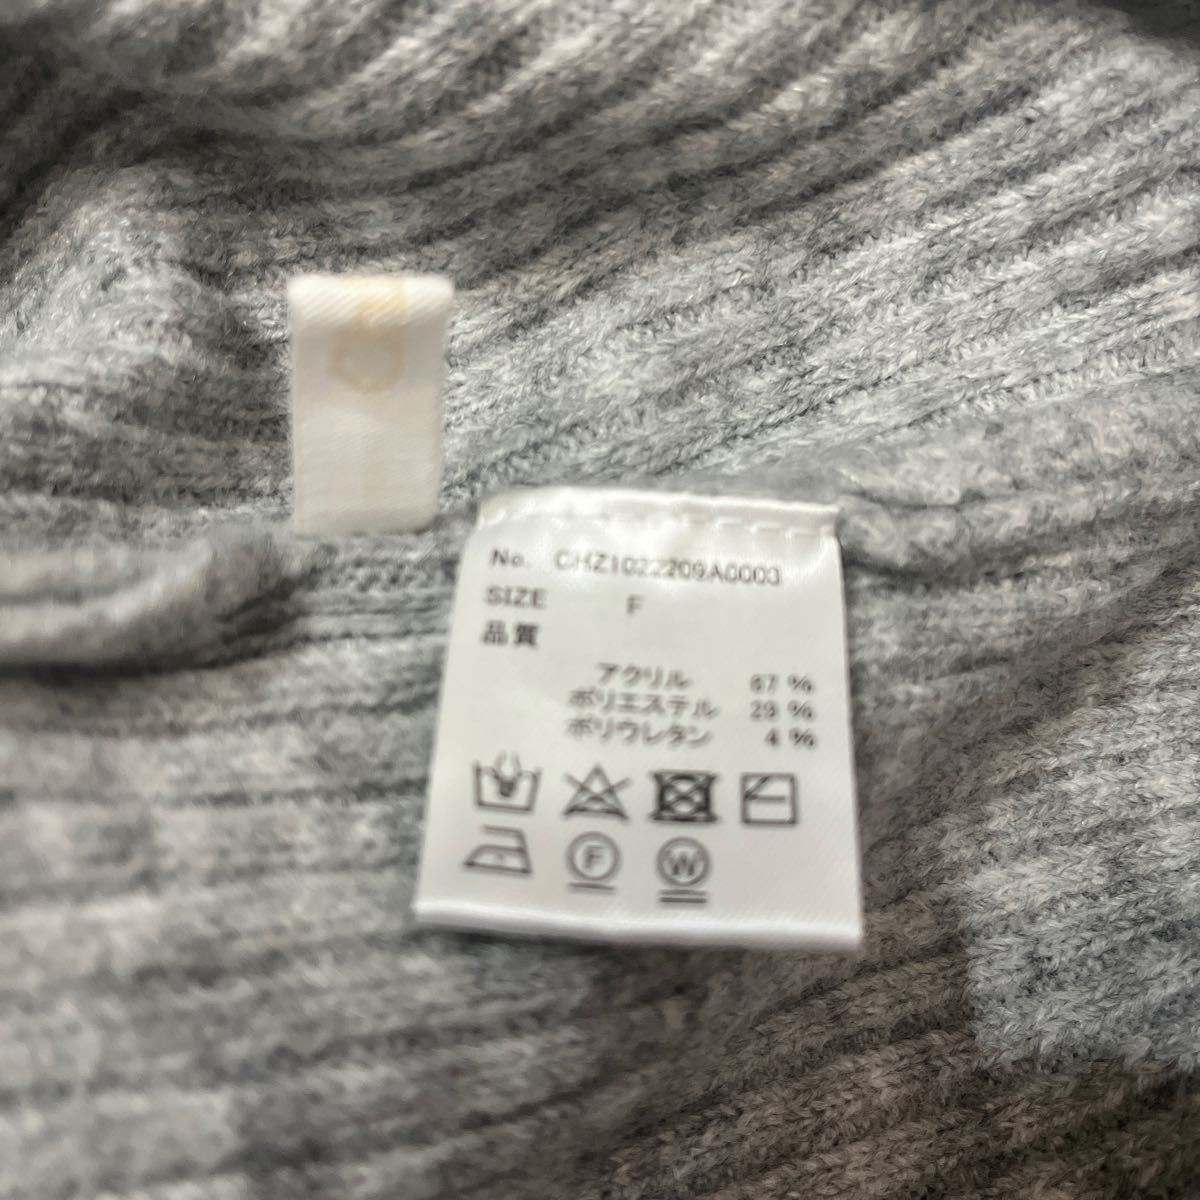 No. CHZ1022209A0003
SIZE F
品質
アクリル 67 %
ポリエステル 29 %
ポリウレタン 4 %
F
W